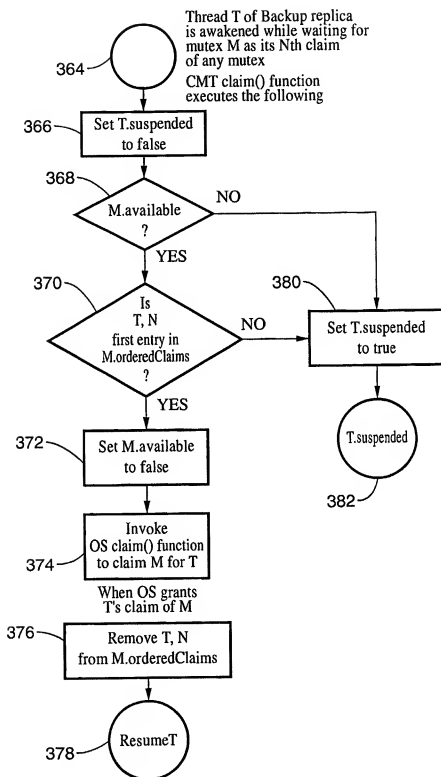 Thread T of Backup replica
is awakened while waiting for
mutex M as its Nth claim
of any mutex
364
CMT claim() function
executes the following
366
Set T.suspended
to false
368
M.available
?
NO
YES
370
Is
T, N
first entry in
M.orderedClaims
?
NO
380
Set T.suspended
to true
YES
372
Set M.available
to false
T.suspended
382
374
Invoke
OS claim() function
to claim M for T
When OS grants
T's claim of M
376
Remove T, N
from M.orderedClaims
378
ResumeT